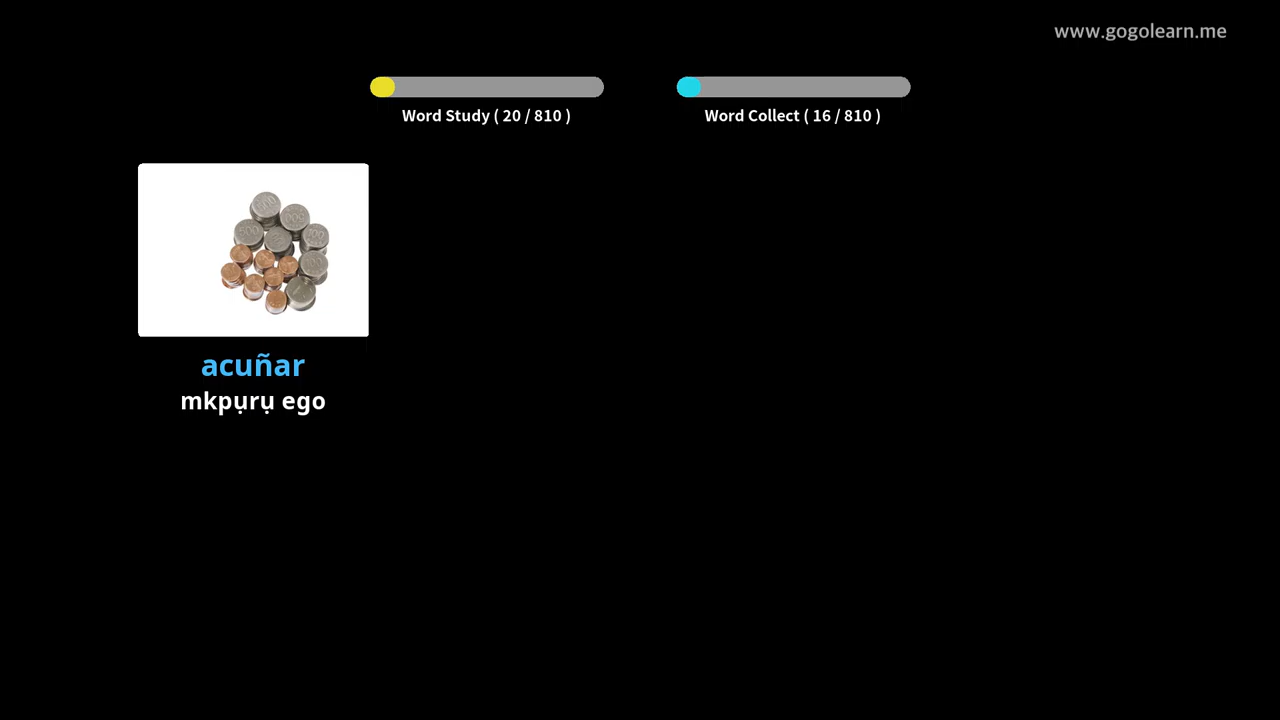 www.gogolearn.me
Word Study ( 20 / 810 )
Word Collect ( 16 / 810 )
acuñar
mkpụrụ ego